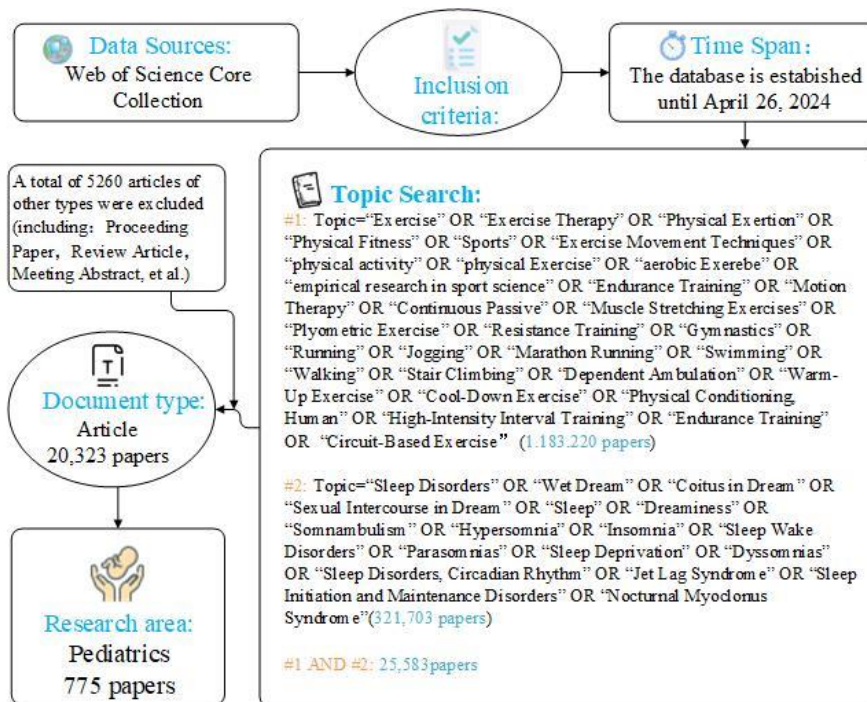 Data Sources:
Web of Science Core
Collection
Inclusion
criteria:
Time Span：
The database is estabished
until April 26, 2024
A total of 5260 articles of
other types were excluded
(including：Proceeding
Paper，Review Article，
Meeting Abstract, et al.)
Topic Search:
#1: Topic=“Exercise” OR “Exercise Therapy” OR “Physical Exertion” OR
“Physical Fitness” OR “Sports” OR “Exercise Movement Techniques” OR
“physical activity” OR “physical Exercise” OR “aerobic Exerebe” OR
“empirical research in sport science” OR “Endurance Training” OR “Motion
Therapy” OR “Continuous Passive” OR “Muscle Stretching Exercises” OR
“Plyometric Exercise” OR “Resistance Training” OR “Gymnastics” OR
“Running” OR “Jogging” OR “Marathon Running” OR “Swimming” OR
“Walking” OR “Stair Climbing” OR “Dependent Ambulation” OR “Warm-
Up Exercise” OR “Cool-Down Exercise” OR “Physical Conditioning,
Human” OR “High-Intensity Interval Training” OR “Endurance Training”
OR “Circuit-Based Exercise” (1.183.220 papers)
#2: Topic=“Sleep Disorders” OR “Wet Dream” OR “Coitus in Dream” OR
“Sexual Intercourse in Dream” OR “Sleep” OR “Dreaminess” OR
“Somnambulism” OR “Hypersomnia” OR “Insomnia” OR “Sleep Wake
Disorders” OR “Parasomnias” OR “Sleep Deprivation” OR “Dyssomnias”
OR “Sleep Disorders, Circadian Rhythm” OR “Jet Lag Syndrome” OR “Sleep
Initiation and Maintenance Disorders” OR “Nocturnal Myoclonus
Syndrome”(321,703 papers)
#1 AND #2: 25,583papers
T
Document type:
Article
20,323 papers
Research area:
Pediatrics
775 papers